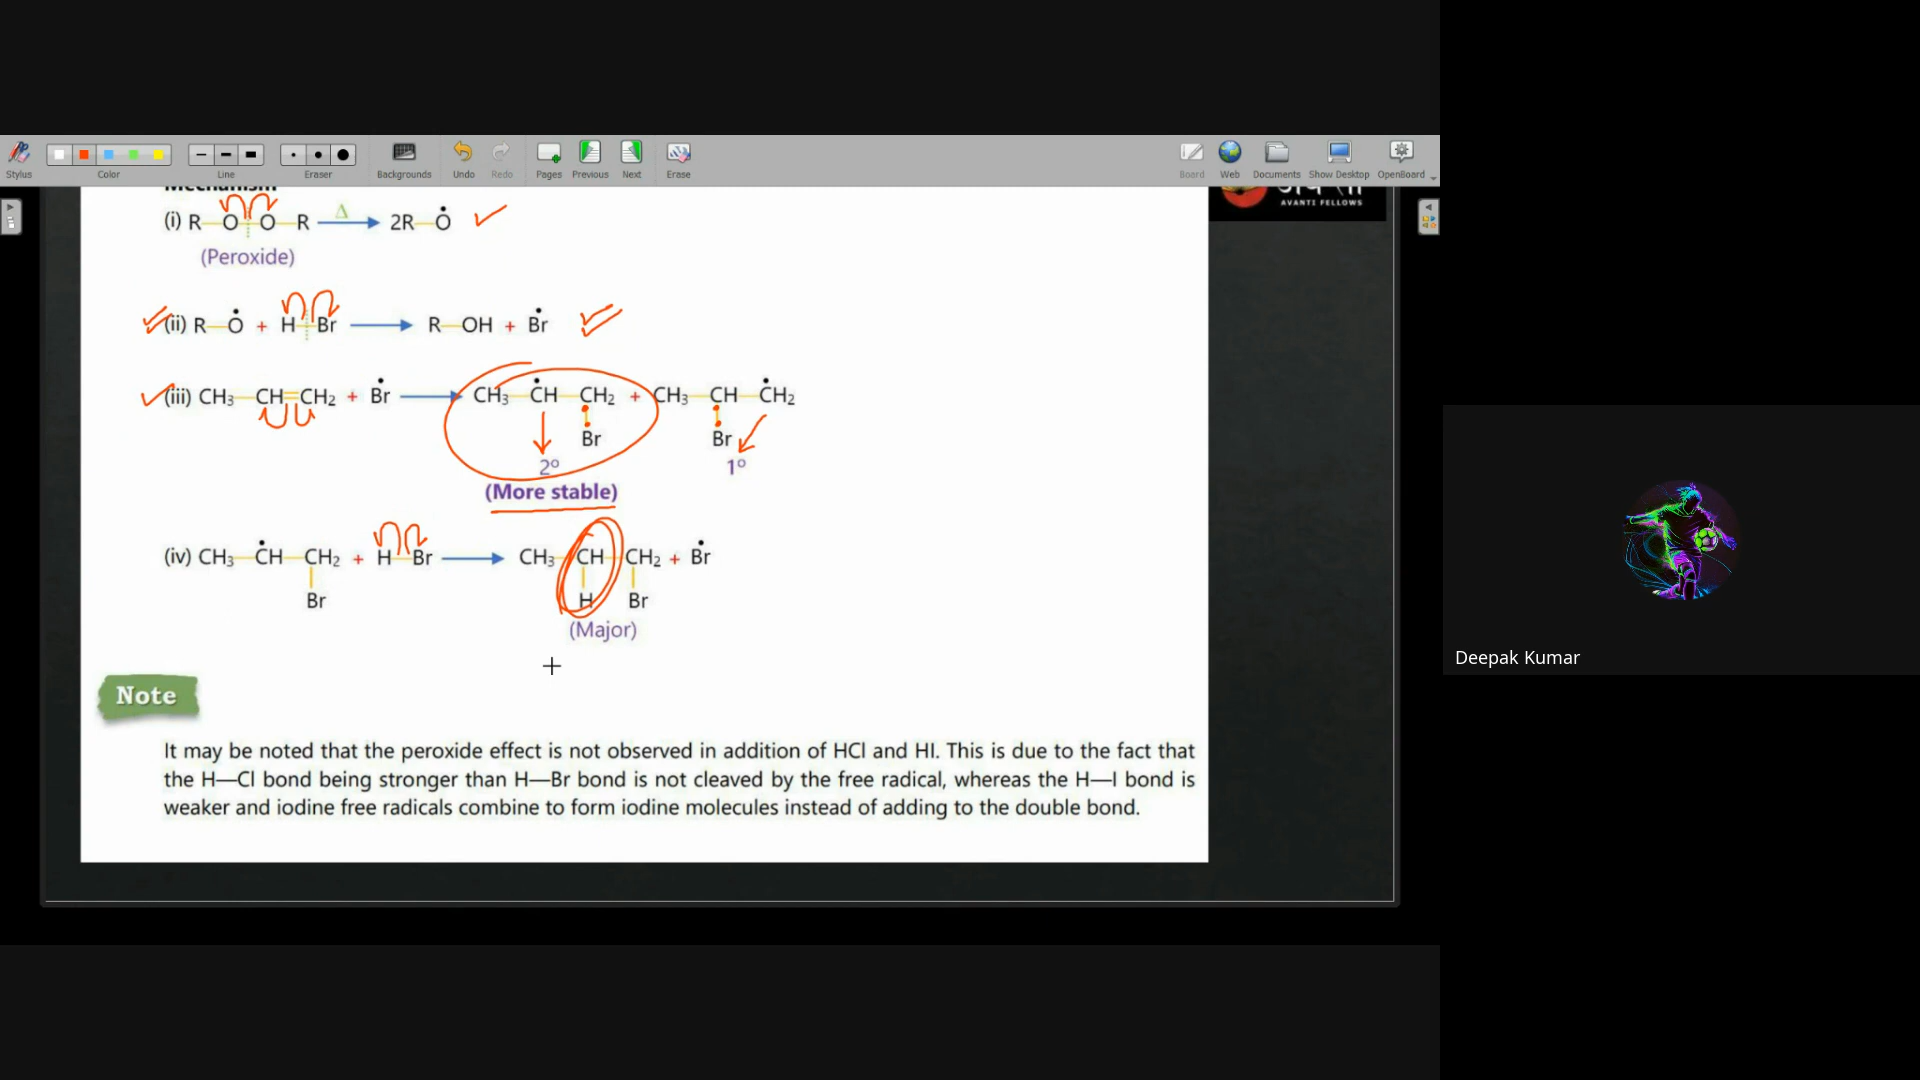 Stylus Color Line Eraser Backgrounds Undo Redo Pages Previous Next Erase Board Web Documents Show Desktop OpenBoard
Mechanism
AVANTI FELLOWS
(i) R—O—O—R Δ→ 2R—Ȯ
(Peroxide)
(ii) R—Ȯ + H—Br → R—OH + Ḃr
(iii) CH₃—CH=CH₂ + Ḃr → CH₃—ĊH—CH₂ + CH₃—CH—ĊH₂
Br Br
2° 1°
(More stable)
(iv) CH₃—ĊH—CH₂ + H—Br → CH₃—CH—CH₂ + Ḃr
Br H Br
(Major)
Note
It may be noted that the peroxide effect is not observed in addition of HCl and HI. This is due to the fact that
the H—Cl bond being stronger than H—Br bond is not cleaved by the free radical, whereas the H—I bond is
weaker and iodine free radicals combine to form iodine molecules instead of adding to the double bond.
Deepak Kumar